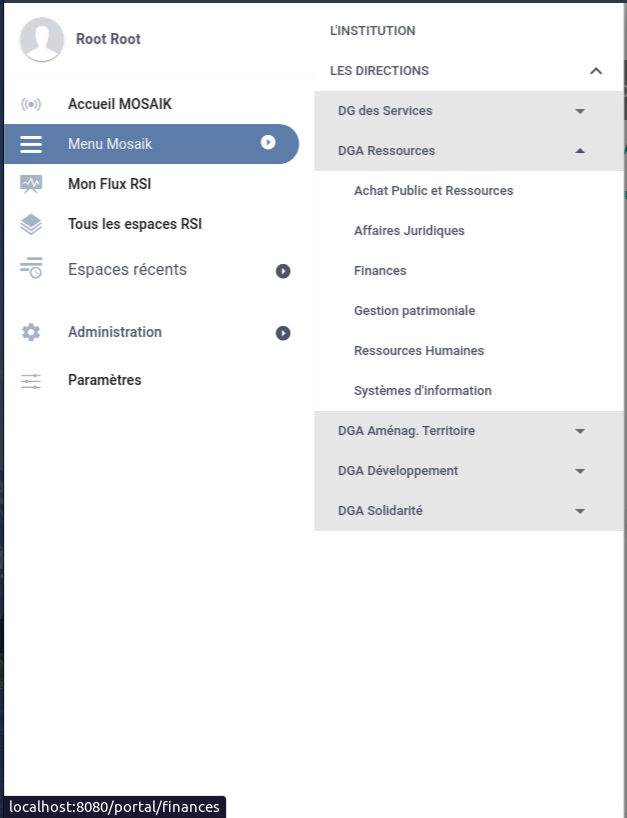 Root Root
Accueil MOSAIK
Menu Mosaik
Mon Flux RSI
Tous les espaces RSI
Espaces récents
Administration
Paramètres
L'INSTITUTION
LES DIRECTIONS
DG des Services
DGA Ressources
Achat Public et Ressources
Affaires Juridiques
Finances
Gestion patrimoniale
Ressources Humaines
Systèmes d'information
DGA Aménag. Territoire
DGA Développement
DGA Solidarité
localhost:8080/portal/finances